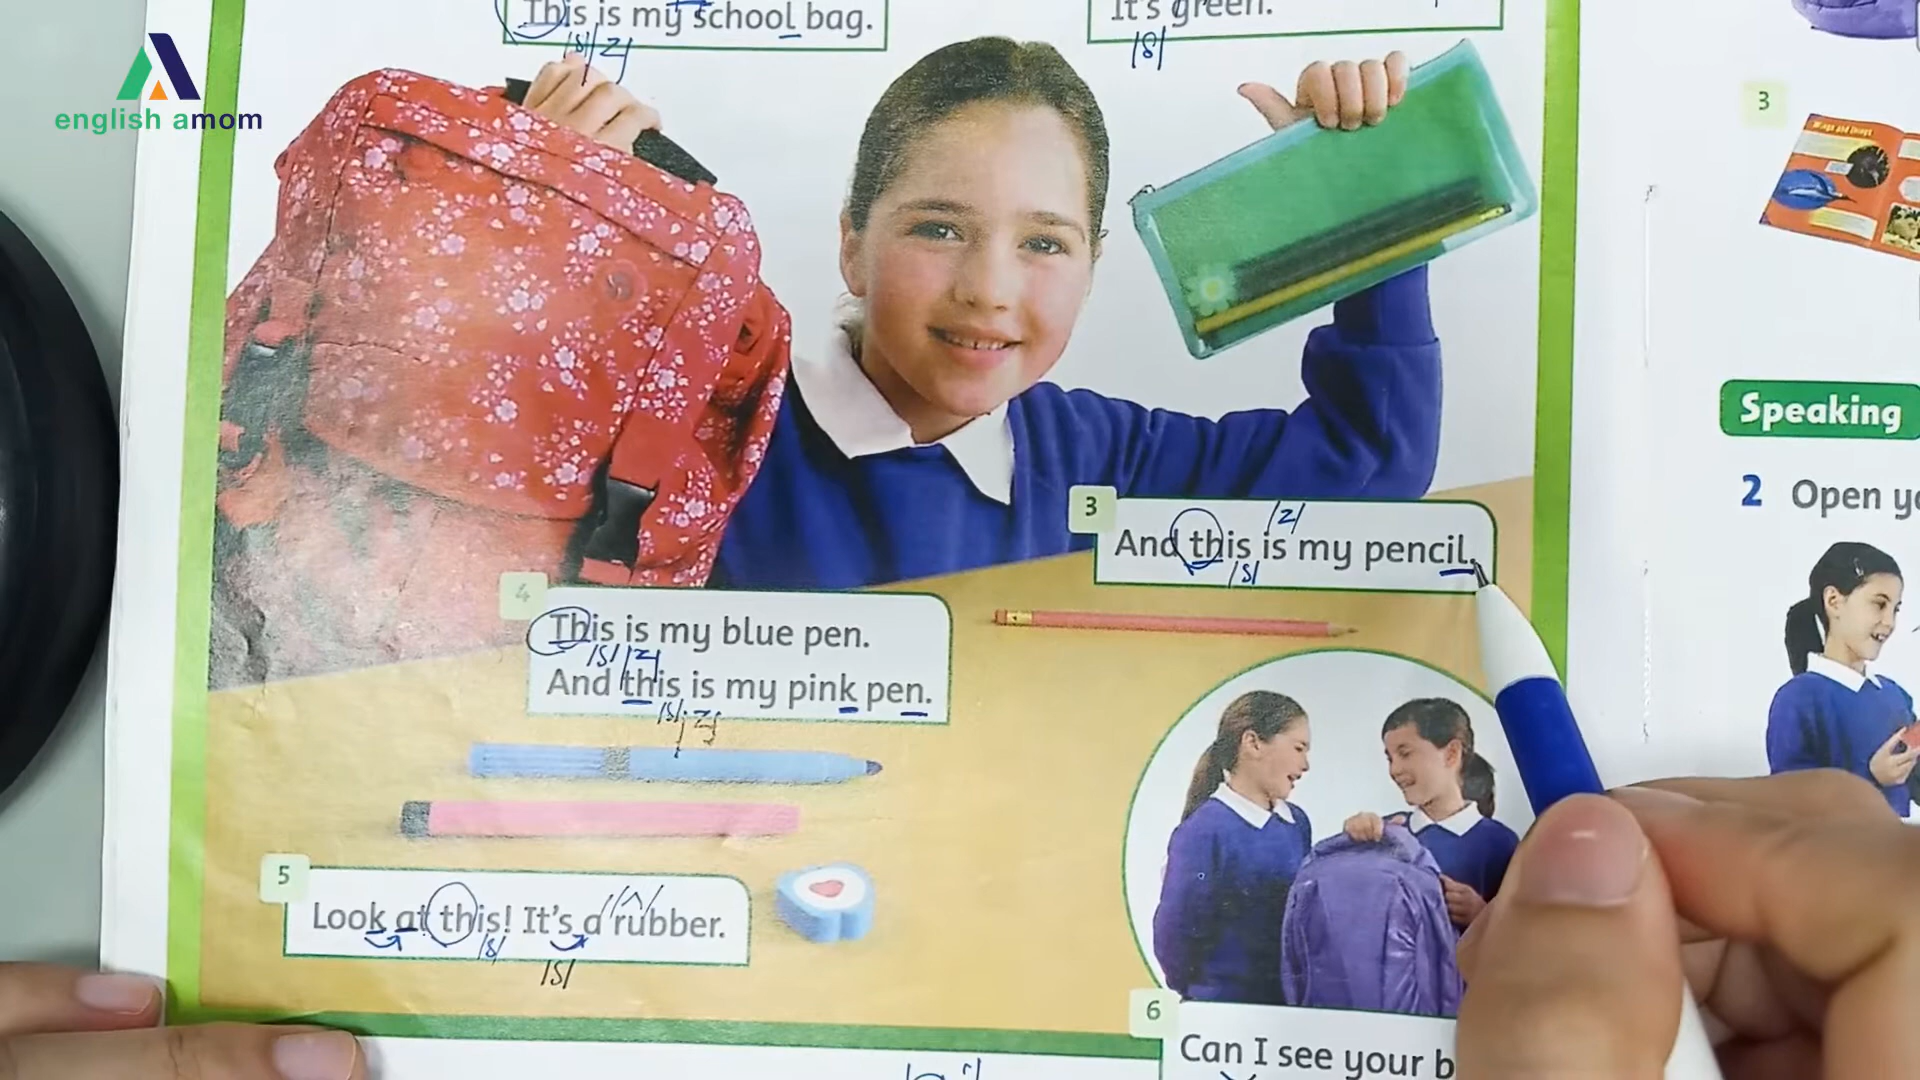 This is my school bag.
/s/ /z/
It's green.
/s/
english amom
3
Speaking
2 Open
3
/z/
And this is my pencil.
/s/
4
This is my blue pen.
/s/ /z/
And this is my pink pen.
/s/ /z/
5
/ʌ/
Look at this! It's a rubber.
/s/
/s/
6
Can I see your